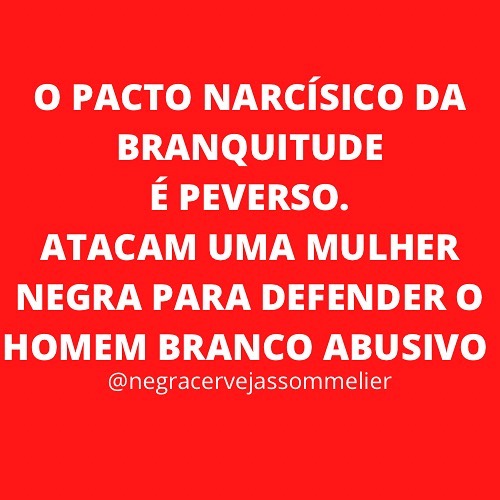 O PACTO NARCÍSICO DA
BRANQUITUDE
É PEVERSO.
ATACAM UMA MULHER
NEGRA PARA DEFENDER O
HOMEM BRANCO ABUSIVO
@negracervejassommelier